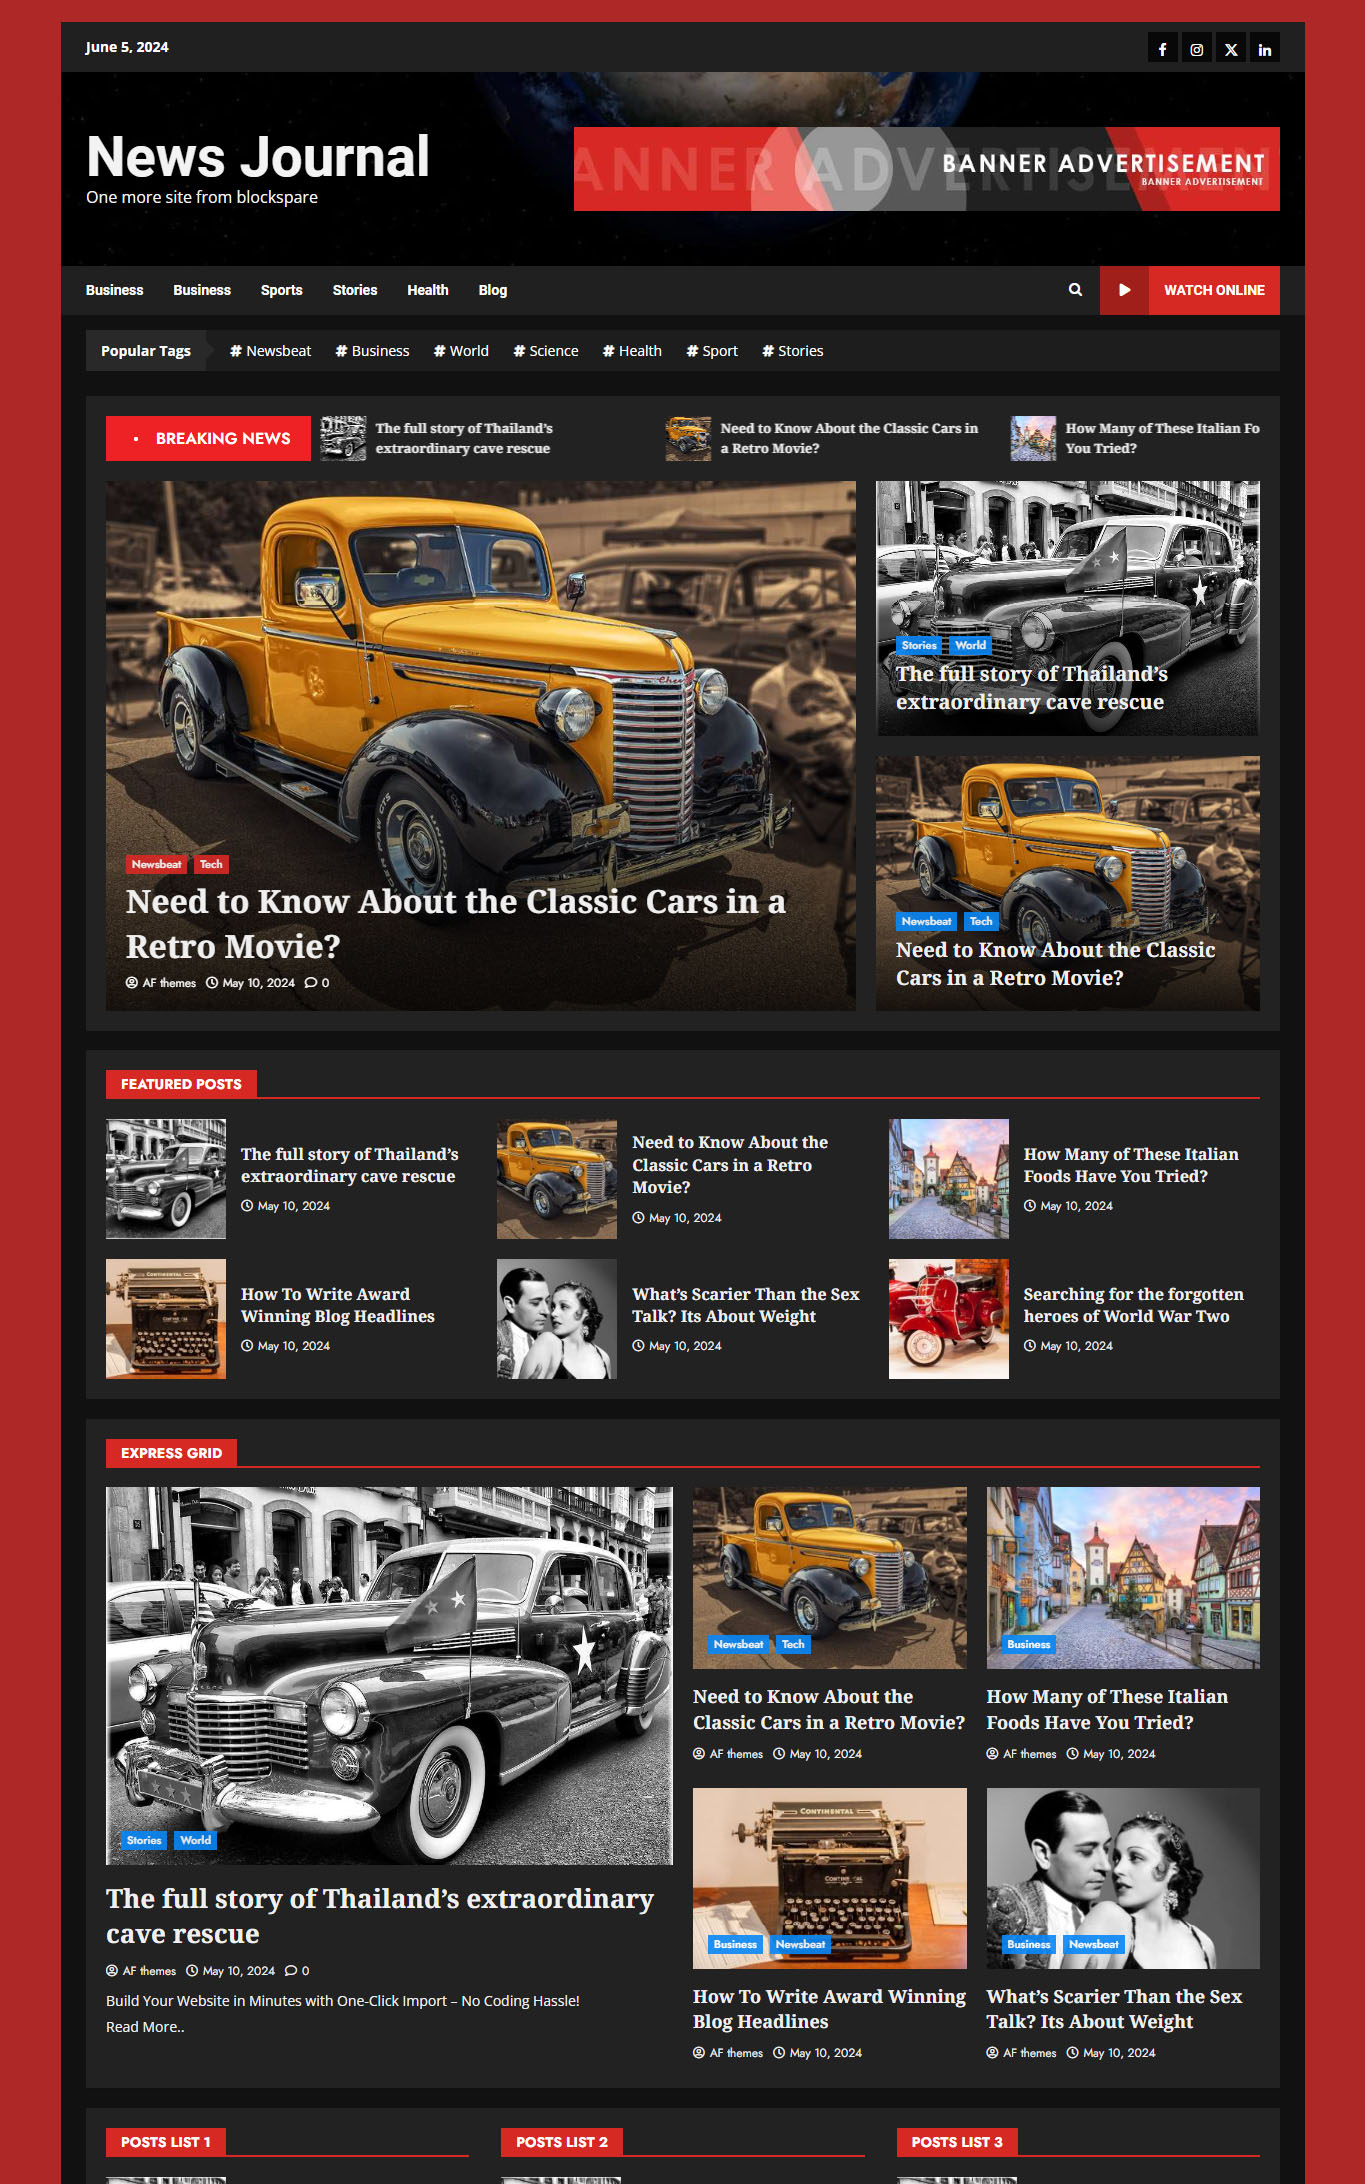 June 5, 2024
News Journal
One more site from blockspare
BANNER ADVERTISEMENT
BANNER ADVERTISEMENT
BANNER ADVERTISEMENT
Business Business Sports Stories Health Blog
WATCH ONLINE
Popular Tags # Newsbeat # Business # World # Science # Health # Sport # Stories
• BREAKING NEWS
The full story of Thailand’s
extraordinary cave rescue
Need to Know About the Classic Cars in
a Retro Movie?
How Many of These Italian Fo
You Tried?
Newsbeat Tech
Need to Know About the Classic Cars in a
Retro Movie?
AF themes May 10, 2024 0
Stories World
The full story of Thailand’s
extraordinary cave rescue
Newsbeat Tech
Need to Know About the Classic
Cars in a Retro Movie?
FEATURED POSTS
The full story of Thailand’s
extraordinary cave rescue
May 10, 2024
Need to Know About the
Classic Cars in a Retro
Movie?
May 10, 2024
How Many of These Italian
Foods Have You Tried?
May 10, 2024
CONTINENTAL
How To Write Award
Winning Blog Headlines
May 10, 2024
What’s Scarier Than the Sex
Talk? Its About Weight
May 10, 2024
Searching for the forgotten
heroes of World War Two
May 10, 2024
EXPRESS GRID
Stories World
The full story of Thailand’s extraordinary
cave rescue
AF themes May 10, 2024 0
Build Your Website in Minutes with One-Click Import – No Coding Hassle!
Read More..
Newsbeat Tech
Need to Know About the
Classic Cars in a Retro Movie?
AF themes May 10, 2024
Business
How Many of These Italian
Foods Have You Tried?
AF themes May 10, 2024
CONTINENTAL
Business Newsbeat
How To Write Award Winning
Blog Headlines
AF themes May 10, 2024
Business Newsbeat
What’s Scarier Than the Sex
Talk? Its About Weight
AF themes May 10, 2024
POSTS LIST 1
POSTS LIST 2
POSTS LIST 3